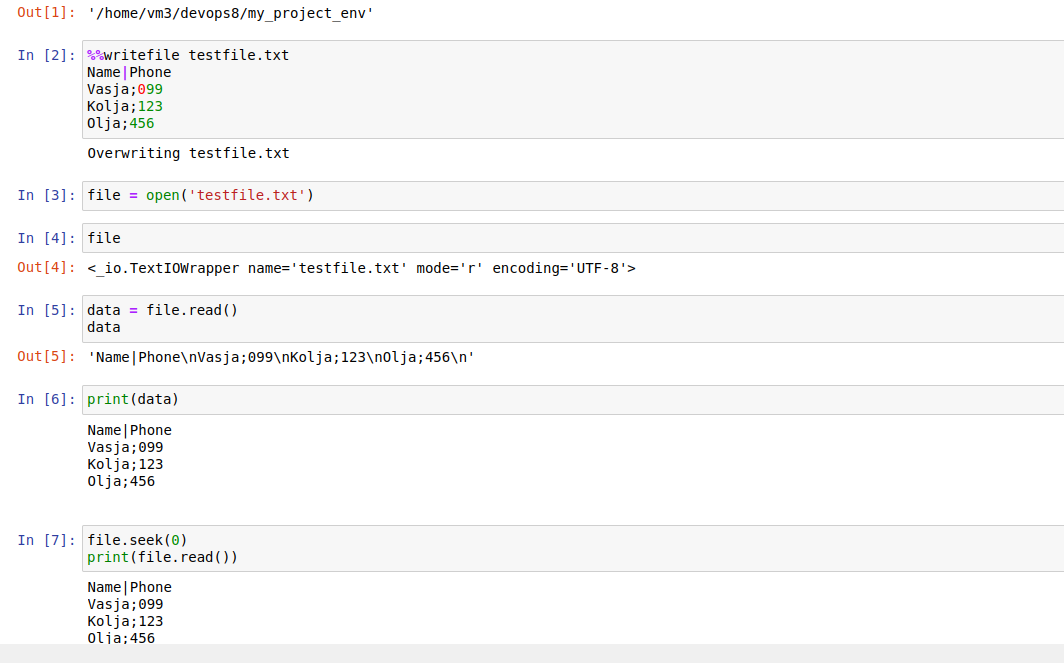 Out[1]: '/home/vm3/devops8/my_project_env'
In [2]: %%writefile testfile.txt
Name|Phone
Vasja;099
Kolja;123
Olja;456
Overwriting testfile.txt
In [3]: file = open('testfile.txt')
In [4]: file
Out[4]: <_io.TextIOWrapper name='testfile.txt' mode='r' encoding='UTF-8'>
In [5]: data = file.read()
data
Out[5]: 'Name|Phone\nVasja;099\nKolja;123\nOlja;456\n'
In [6]: print(data)
Name|Phone
Vasja;099
Kolja;123
Olja;456
In [7]: file.seek(0)
print(file.read())
Name|Phone
Vasja;099
Kolja;123
Olja;456